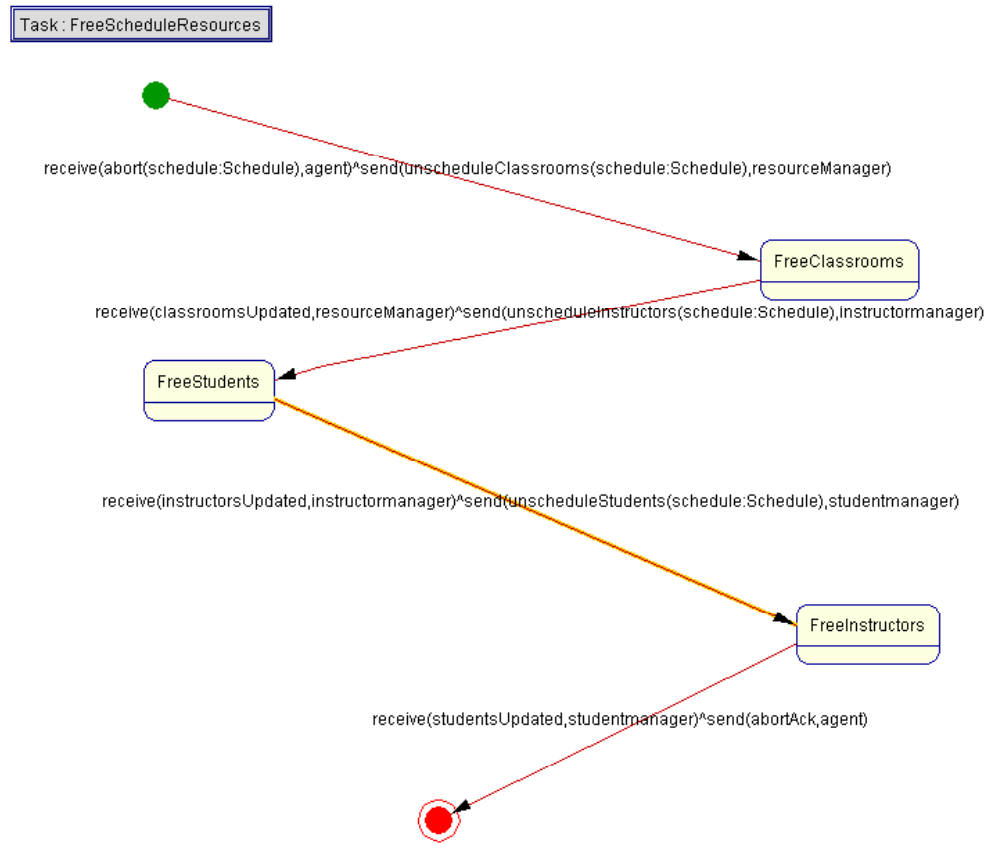 Task : FreeScheduleResources
receive(abort(schedule:Schedule),agent)^send(unscheduleClassrooms(schedule:Schedule),resourceManager)
FreeClassrooms
receive(classroomsUpdated,resourceManager)^send(unscheduleInstructors(schedule:Schedule),instructormanager)
FreeStudents
receive(instructorsUpdated,instructormanager)^send(unscheduleStudents(schedule:Schedule),studentmanager)
FreeInstructors
receive(studentsUpdated,studentmanager)^send(abortAck,agent)